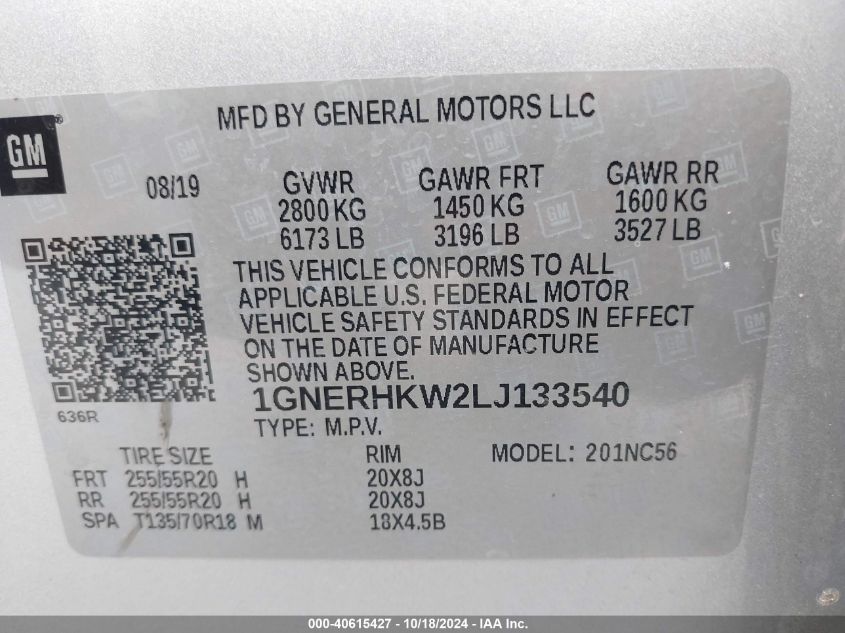 MFD BY GENERAL MOTORS LLC
GM
08/19 GVWR GAWR FRT GAWR RR
2800 KG 1450 KG 1600 KG
6173 LB 3196 LB 3527 LB
THIS VEHICLE CONFORMS TO ALL
APPLICABLE U.S. FEDERAL MOTOR
VEHICLE SAFETY STANDARDS IN EFFECT
ON THE DATE OF MANUFACTURE
SHOWN ABOVE.
1GNERHKW2LJ133540
636R
TYPE: M.P.V.
TIRE SIZE RIM MODEL: 201NC56
FRT 255/55R20 H 20X8J
RR 255/55R20 H 20X8J
SPA T135/70R18 M 18X4.5B
000-40615427 - 10/18/2024 - IAA Inc.